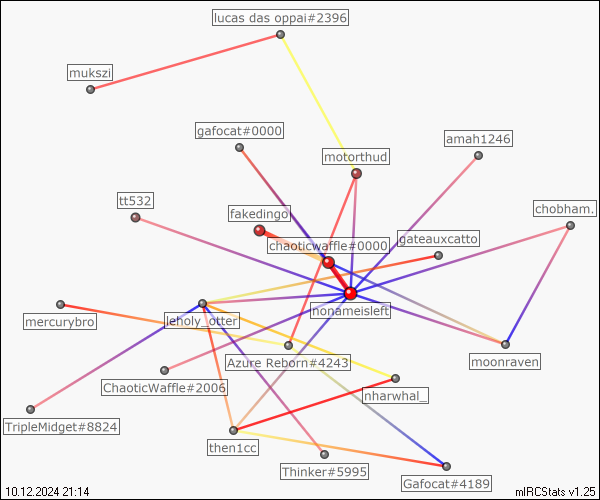 lucas das oppai#2396
mukszi
gafocat#0000
amah1246
motorthud
tt532
chobham.
fakedingo
gateauxcatto
chaoticwaffle#0000
nonameisleft
mercurybro
leholy_otter
Azure Reborn#4243
moonraven
ChaoticWaffle#2006
nharwhal_
TripleMidget#8824
then1cc
Thinker#5995
Gafocat#4189
10.12.2024 21:14
mIRCStats v1.25